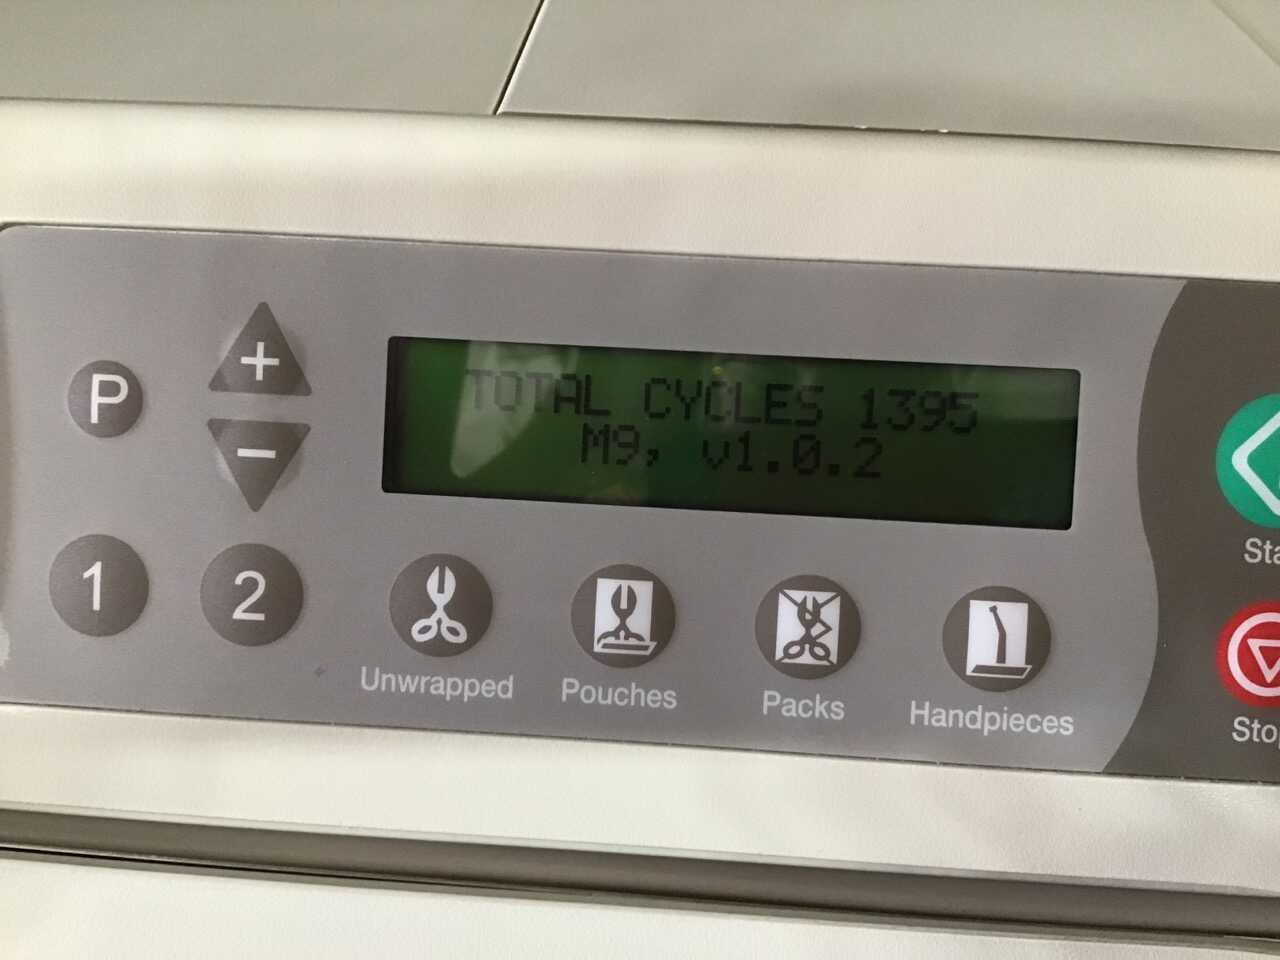 TOTAL CYCLES 1395
M9, v1.0.2
P
+
-
1
2
Unwrapped
Pouches
Packs
Handpieces